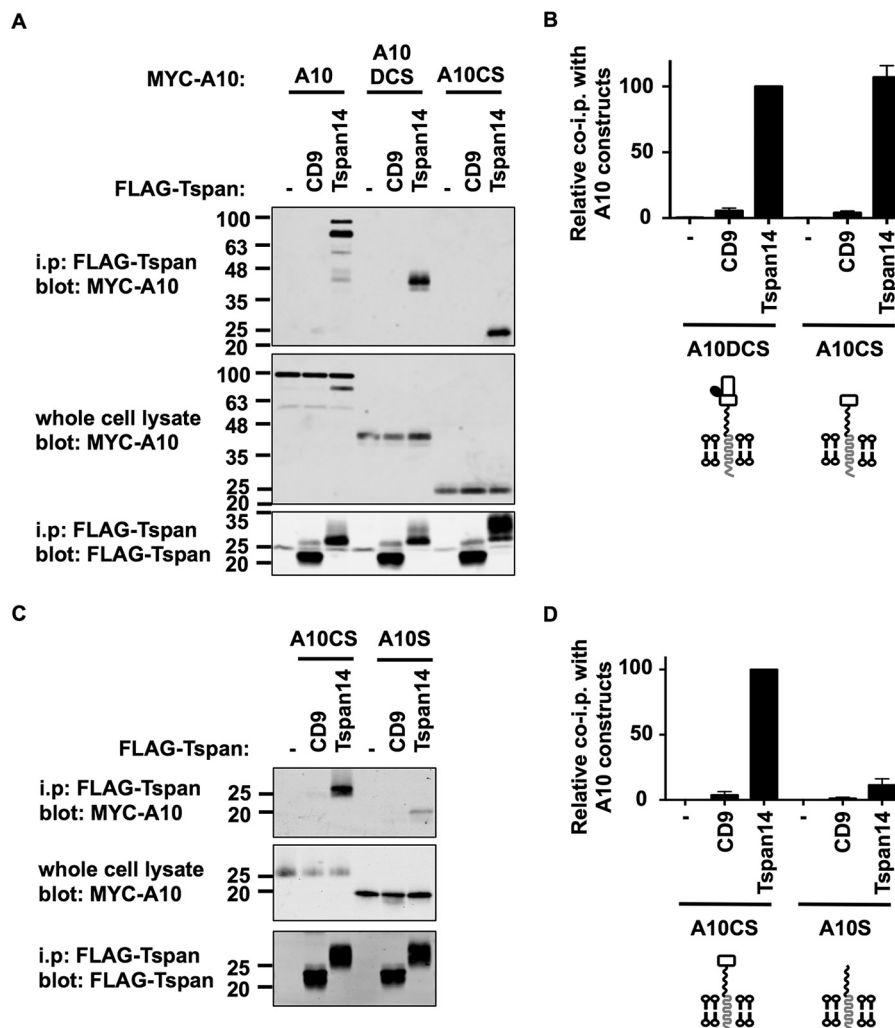 A
MYC-A10:
A10
A10
DCS
A10CS
FLAG-Tspan:
-
CD9
Tspan14
-
CD9
Tspan14
-
CD9
Tspan14
i.p: FLAG-Tspan
blot: MYC-A10
100
63
48
35
25
20
whole cell lysate
blot: MYC-A10
100
63
48
35
25
20
i.p: FLAG-Tspan
blot: FLAG-Tspan
35
25
20
B
Relative co-i.p. with
A10 constructs
100
50
0
-
CD9
Tspan14
-
CD9
Tspan14
A10DCS
A10CS
C
A10CS
A10S
FLAG-Tspan:
-
CD9
Tspan14
-
CD9
Tspan14
i.p: FLAG-Tspan
blot: MYC-A10
25
20
whole cell lysate
blot: MYC-A10
25
20
i.p: FLAG-Tspan
blot: FLAG-Tspan
25
20
D
Relative co-i.p. with
A10 constructs
100
50
0
-
CD9
Tspan14
-
CD9
Tspan14
A10CS
A10S